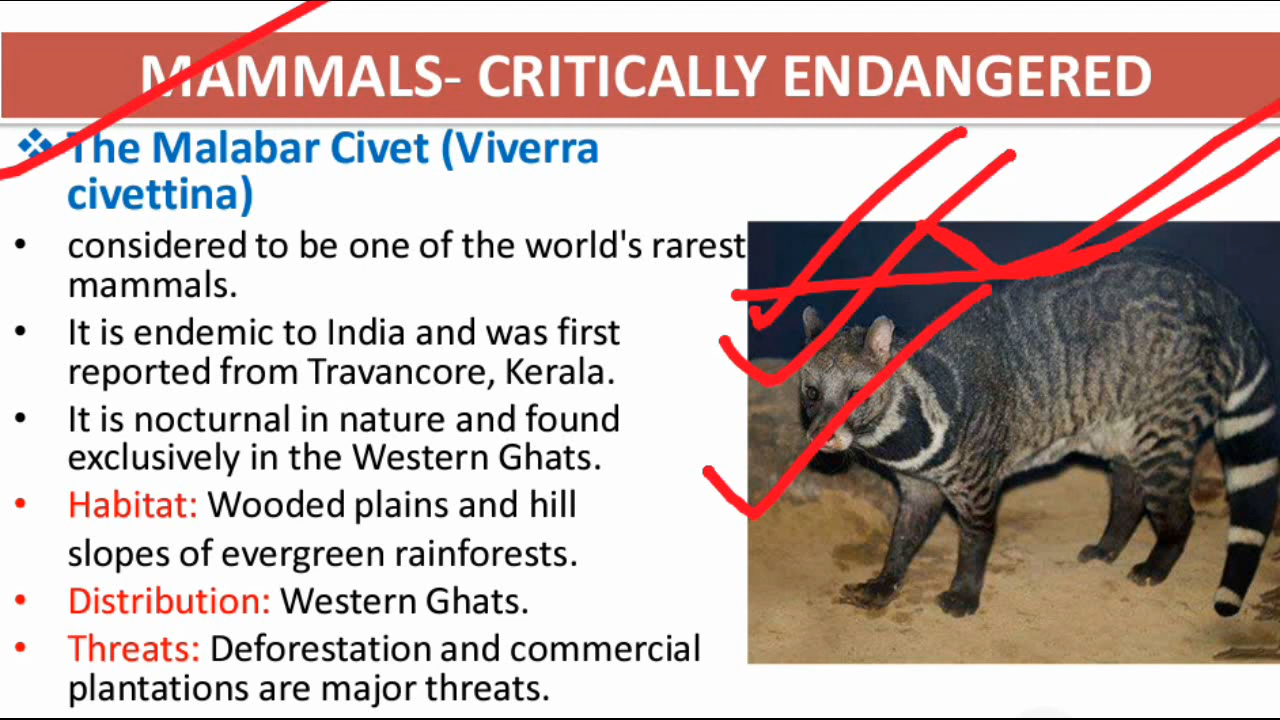 MAMMALS- CRITICALLY ENDANGERED
The Malabar Civet (Viverra
civettina)
• considered to be one of the world's rarest
mammals.
• It is endemic to India and was first
reported from Travancore, Kerala.
• It is nocturnal in nature and found
exclusively in the Western Ghats.
• Habitat: Wooded plains and hill
slopes of evergreen rainforests.
• Distribution: Western Ghats.
• Threats: Deforestation and commercial
plantations are major threats.